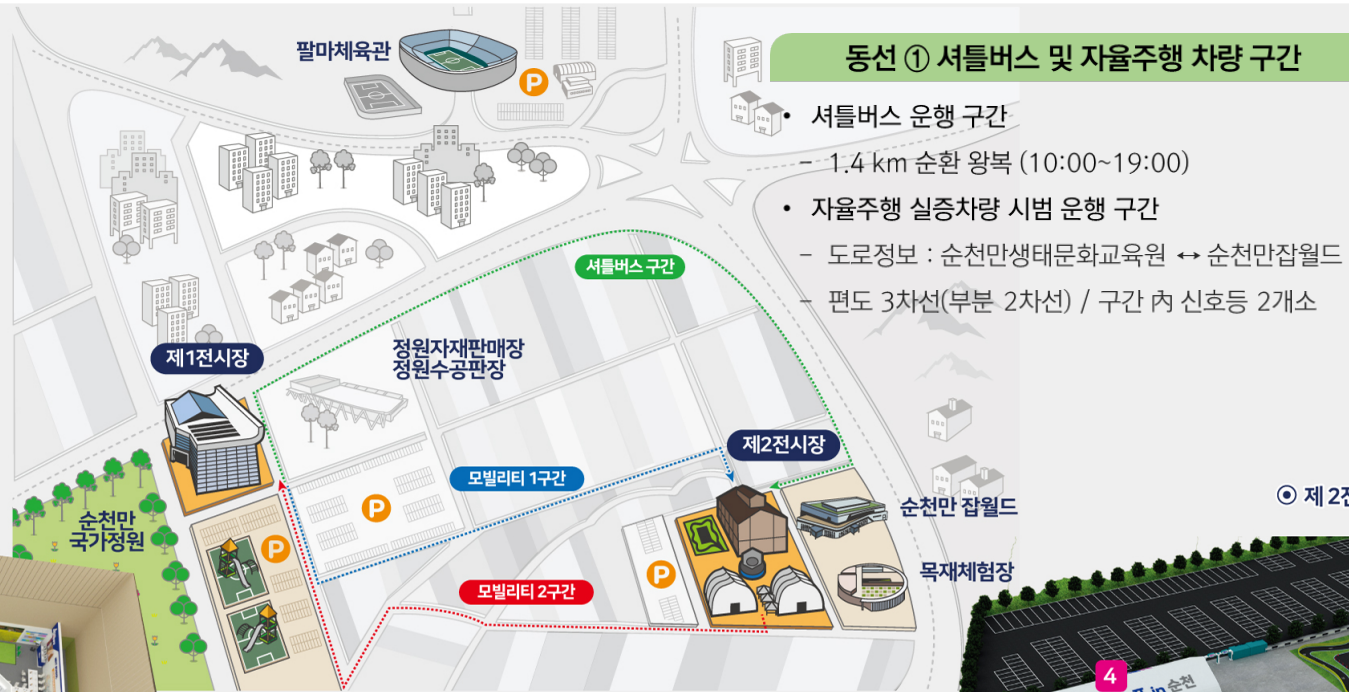 동선 ① 셔틀버스 및 자율주행 차량 구간
• 셔틀버스 운행 구간
- 1.4 km 순환 왕복 (10:00~19:00)
• 자율주행 실증차량 시범 운행 구간
- 도로정보 : 순천만생태문화교육원 ↔ 순천만잡월드
- 편도 3차선(부분 2차선) / 구간 內 신호등 2개소
팔마체육관
P
셔틀버스 구간
제1전시장
정원자재판매장
정원수공판장
제2전시장
모빌리티 1구간
P
순천만 잡월드
순천만
국가정원
P
P
목재체험장
모빌리티 2구간
◉ 제 2전
4
in 순천